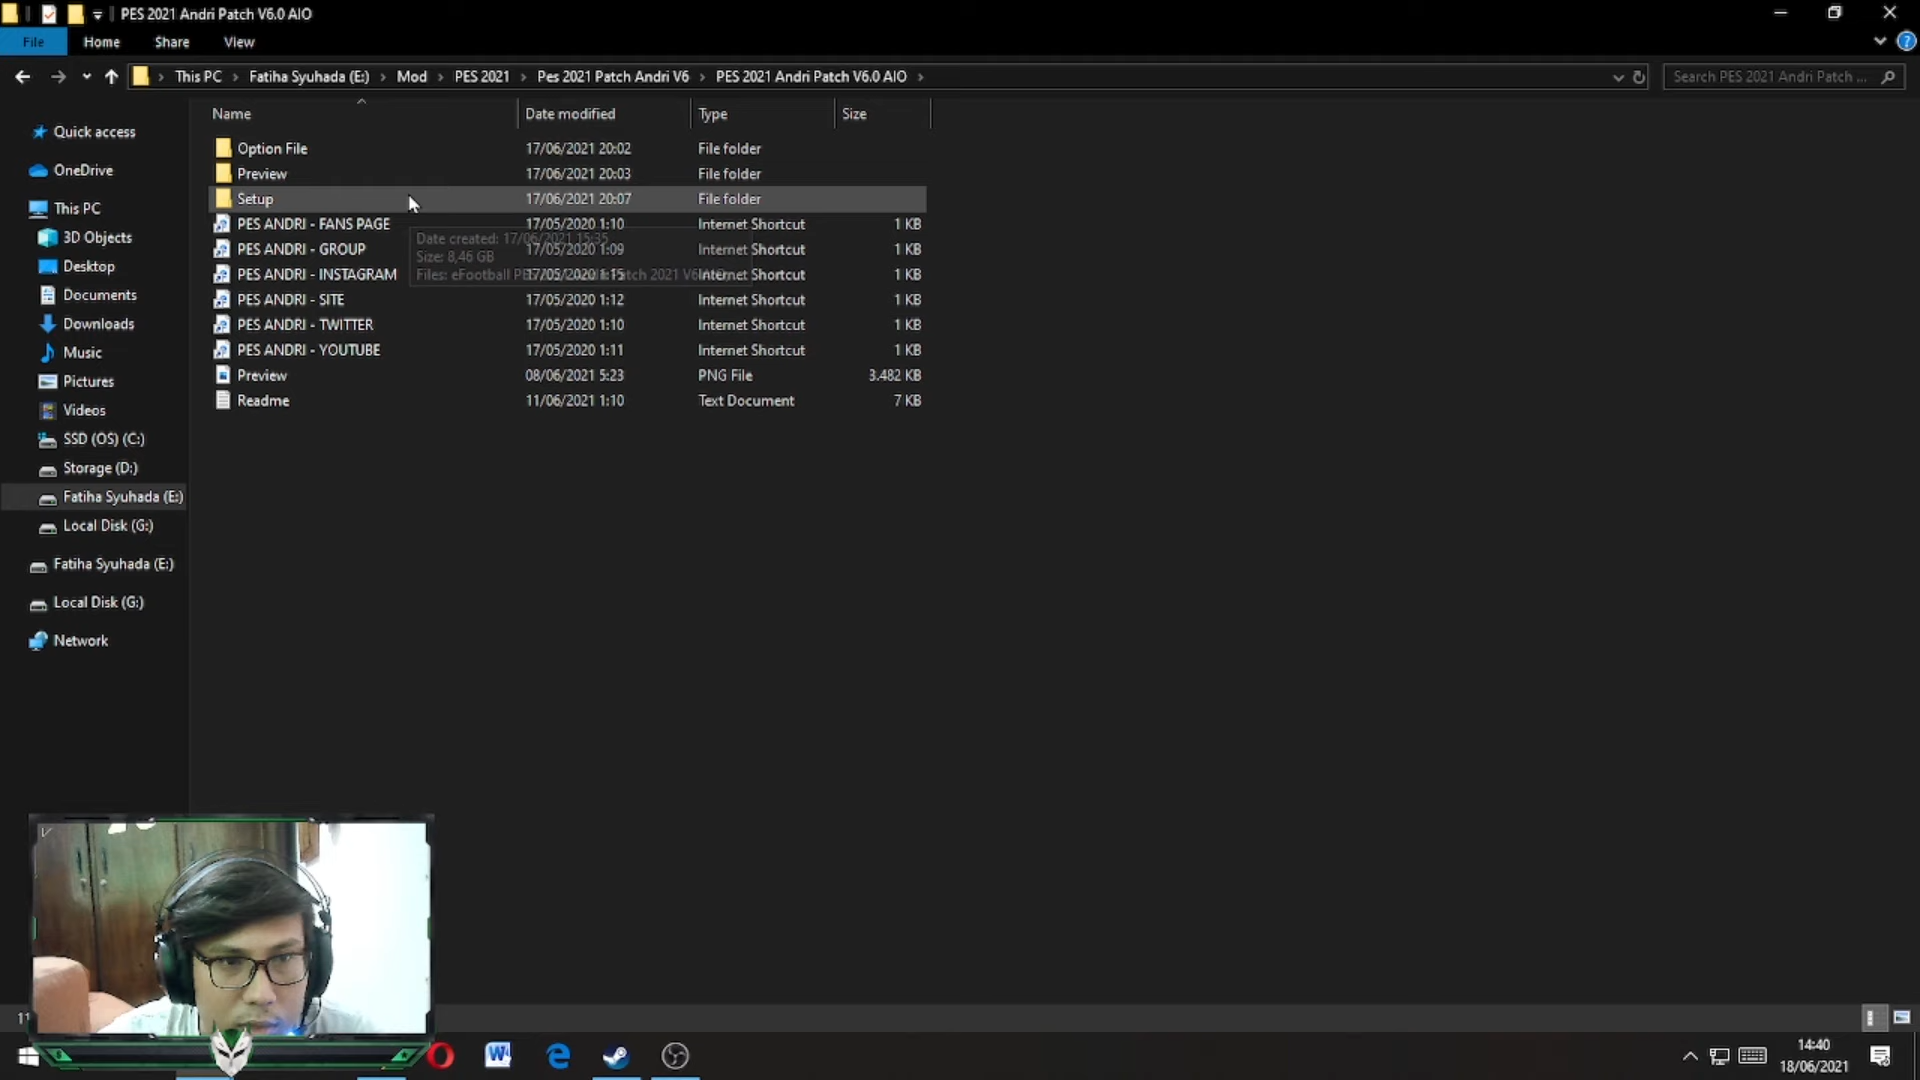 PES 2021 Andri Patch V6.0 AIO
File Home Share View
This PC Fatiha Syuhada (E:) Mod PES 2021 Pes 2021 Patch Andri V6 PES 2021 Andri Patch V6.0 AIO
Search PES 2021 Andri Patch ...
Name Date modified Type Size
Quick access
OneDrive
This PC
3D Objects
Desktop
Documents
Downloads
Music
Pictures
Videos
SSD (OS) (C:)
Storage (D:)
Fatiha Syuhada (E:)
Local Disk (G:)
Fatiha Syuhada (E:)
Local Disk (G:)
Network
Option File 17/06/2021 20:02 File folder
Preview 17/06/2021 20:03 File folder
Setup 17/06/2021 20:07 File folder
PES ANDRI - FANS PAGE 17/05/2020 1:10 Internet Shortcut 1 KB
Date created: 17/06/2021 15:35
PES ANDRI - GROUP 17/05/2020 1:09 Internet Shortcut 1 KB
Size: 8,46 GB
PES ANDRI - INSTAGRAM 17/05/2020 1:15 Internet Shortcut 1 KB
Files: eFootball
PES ANDRI - SITE 17/05/2020 1:12 Internet Shortcut 1 KB
PES ANDRI - TWITTER 17/05/2020 1:10 Internet Shortcut 1 KB
PES ANDRI - YOUTUBE 17/05/2020 1:11 Internet Shortcut 1 KB
Preview 08/06/2021 5:23 PNG File 3.482 KB
Readme 11/06/2021 1:10 Text Document 7 KB
14:40
18/06/2021